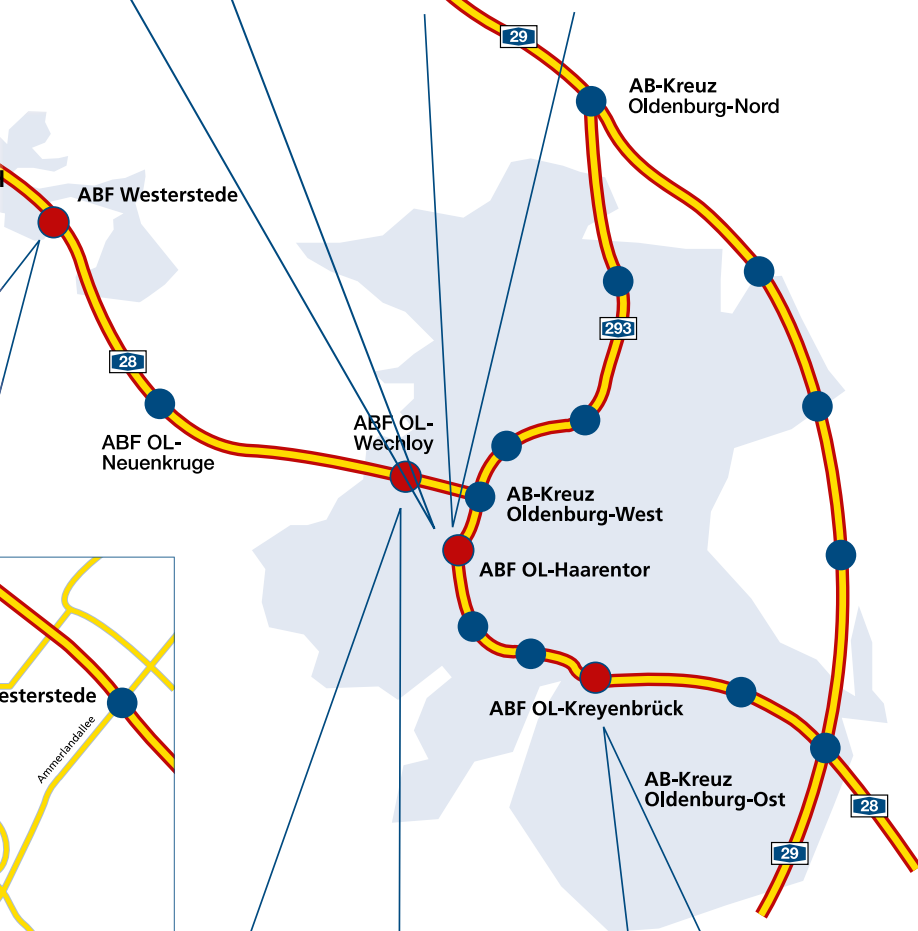 29
AB-Kreuz
Oldenburg-Nord
ABF Westerstede
293
28
ABF OL-
Wechloy
ABF OL-
Neuenkruge
AB-Kreuz
Oldenburg-West
ABF OL-Haarentor
esterstede
Ammerlandallee
ABF OL-Kreyenbrück
AB-Kreuz
Oldenburg-Ost
28
29